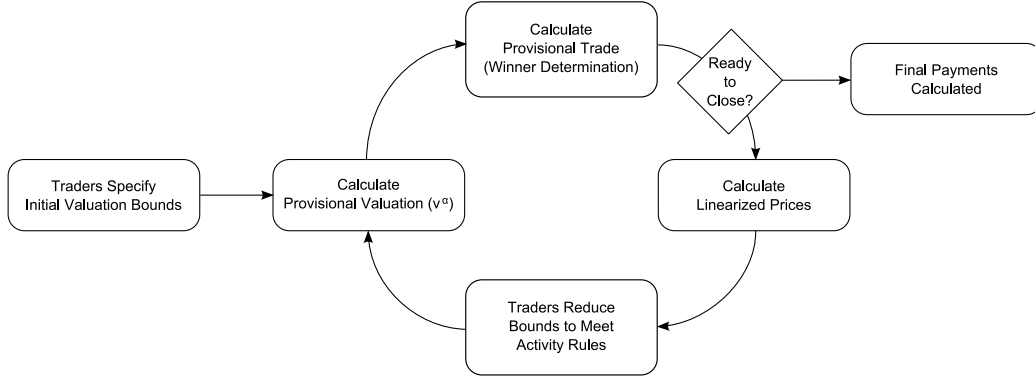 Calculate
Provisional Trade
(Winner Determination)
Ready
to
Close?
Final Payments
Calculated
Traders Specify
Initial Valuation Bounds
Calculate
Provisional Valuation (vᵅ)
Calculate
Linearized Prices
Traders Reduce
Bounds to Meet
Activity Rules